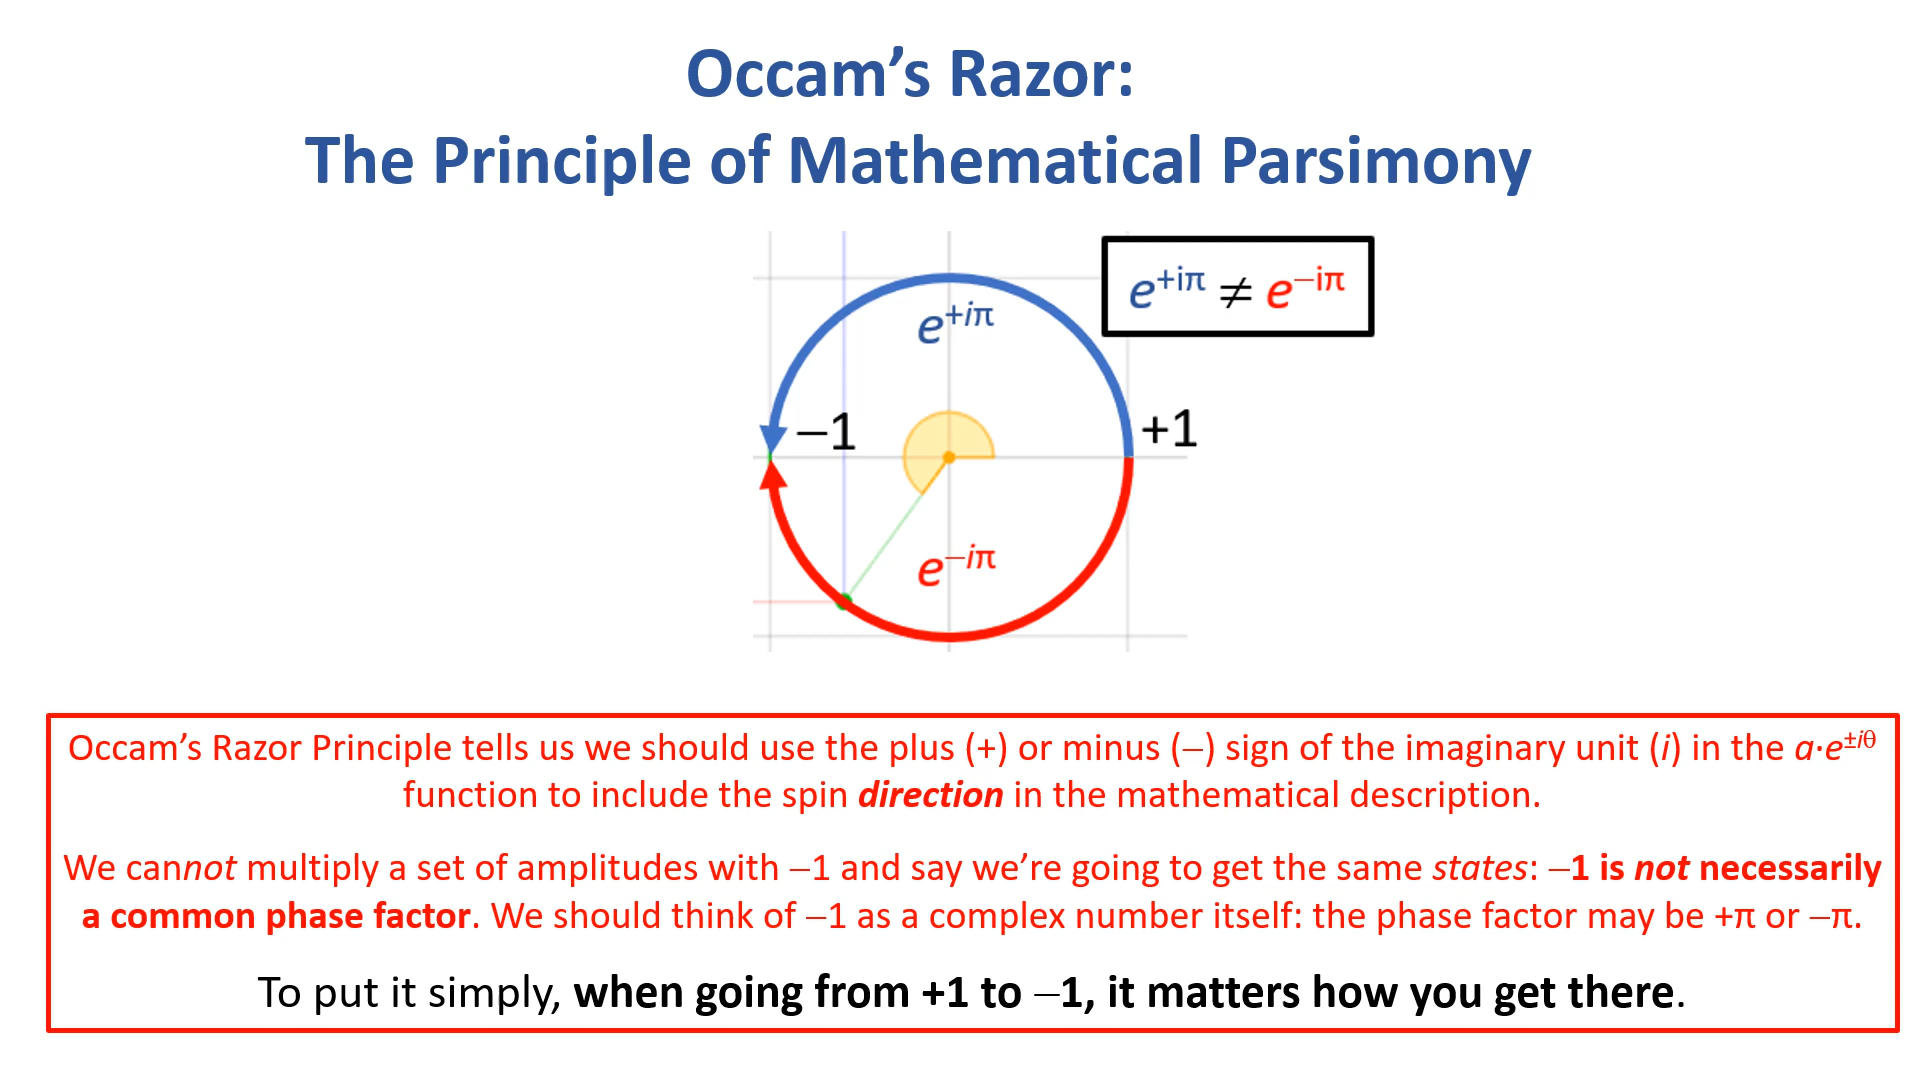 Occam’s Razor:
The Principle of Mathematical Parsimony
e⁺ⁱπ ≠ e⁻ⁱπ
e⁺ⁱπ
−1
+1
e⁻ⁱπ
Occam’s Razor Principle tells us we should use the plus (+) or minus (−) sign of the imaginary unit (i) in the a·e^±iθ
function to include the spin direction in the mathematical description.
We cannot multiply a set of amplitudes with −1 and say we’re going to get the same states: −1 is not necessarily
a common phase factor. We should think of −1 as a complex number itself: the phase factor may be +π or −π.
To put it simply, when going from +1 to −1, it matters how you get there.